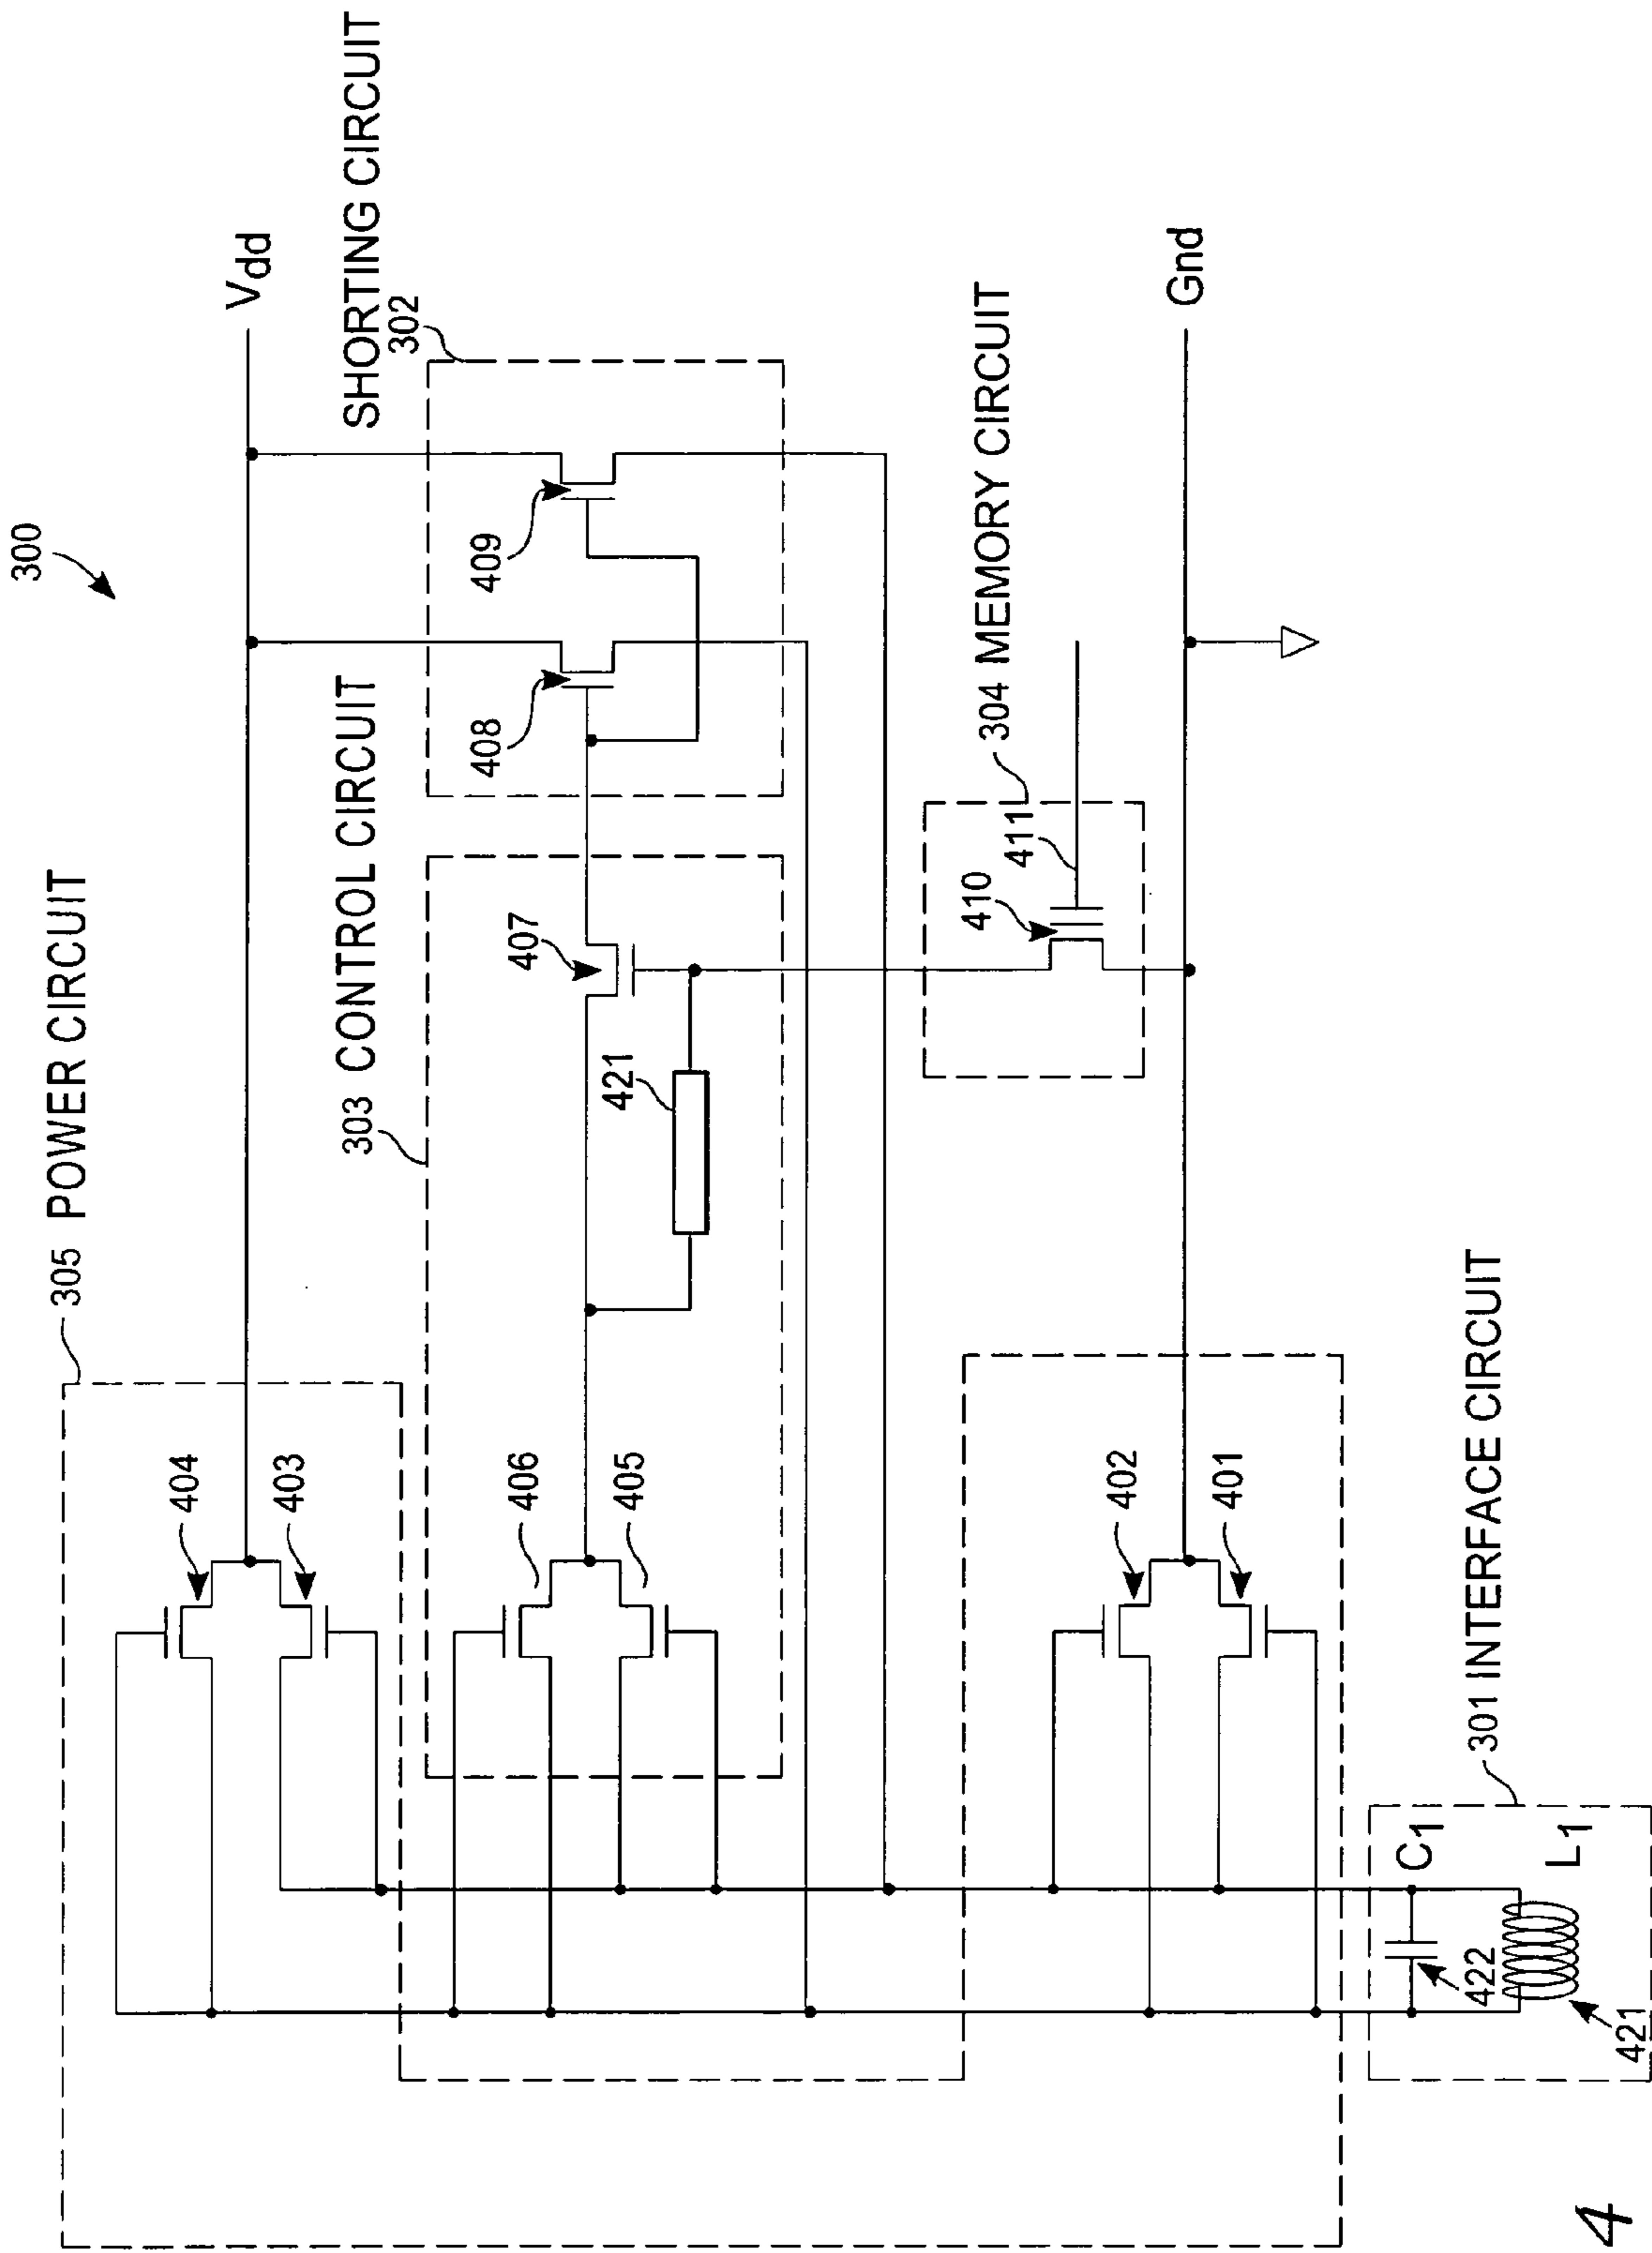 300
305 POWER CIRCUIT
Vdd
404
403
303 CONTROL CIRCUIT
SHORTING CIRCUIT
302
406
405
421
407
408
409
304 MEMORY CIRCUIT
410
411
Gnd
402
401
301 INTERFACE CIRCUIT
C1
L1
422
421
4